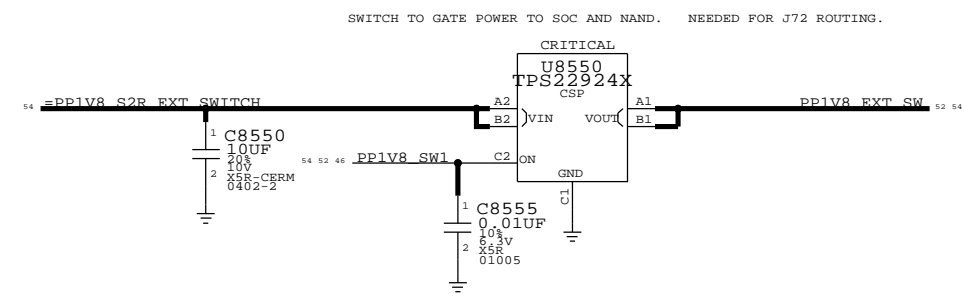 SWITCH TO GATE POWER TO SOC AND NAND. NEEDED FOR J72 ROUTING.
CRITICAL
U8550
TPS22924X
CSP
54 =PP1V8_S2R_EXT_SWITCH
A2
B2
VIN
VOUT
A1
B1
PP1V8_EXT_SW 52 54
1
C8550
10UF
20%
10V
X5R-CERM
0402-2
2
54 52 46 PP1V8_SW1
C2
ON
GND
C1
1
C8555
0.01UF
10%
6.3V
X5R
01005
2